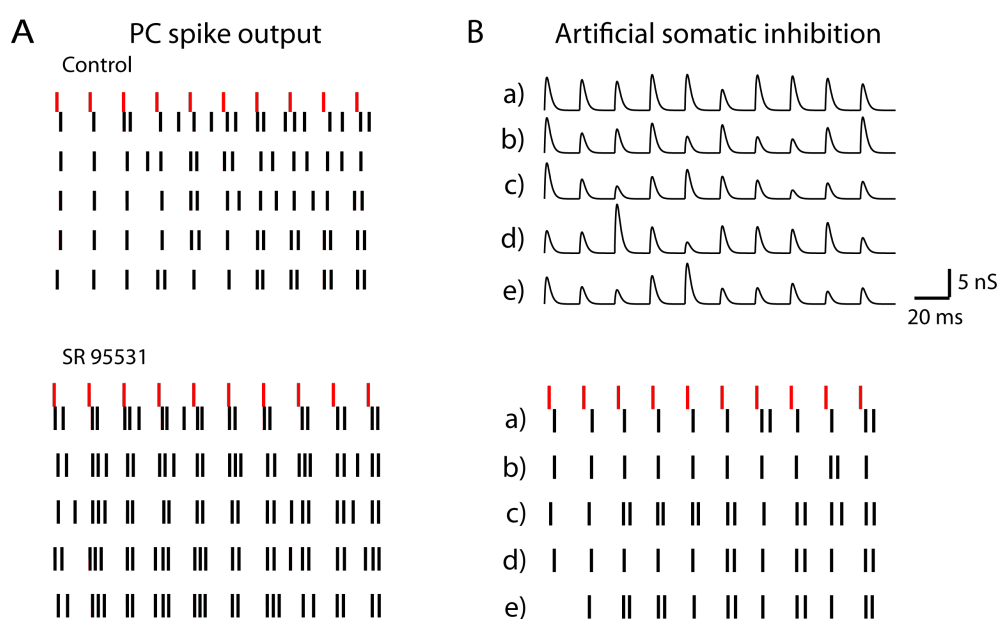 A
PC spike output
Control
SR 95531
B
Artificial somatic inhibition
a)
b)
c)
d)
e)
5 nS
20 ms
a)
b)
c)
d)
e)